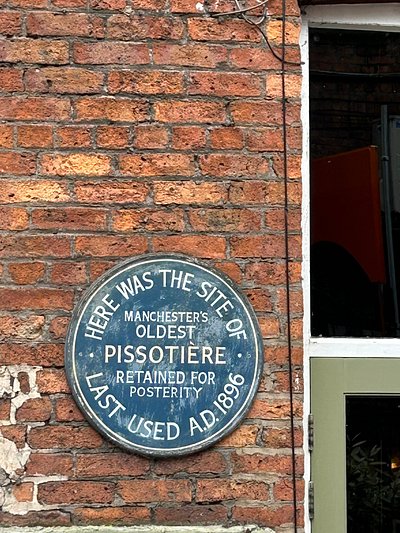 HERE WAS THE SITE OF
MANCHESTER'S
OLDEST
· PISSOTIÈRE ·
RETAINED FOR
POSTERITY
LAST USED A.D. 1896